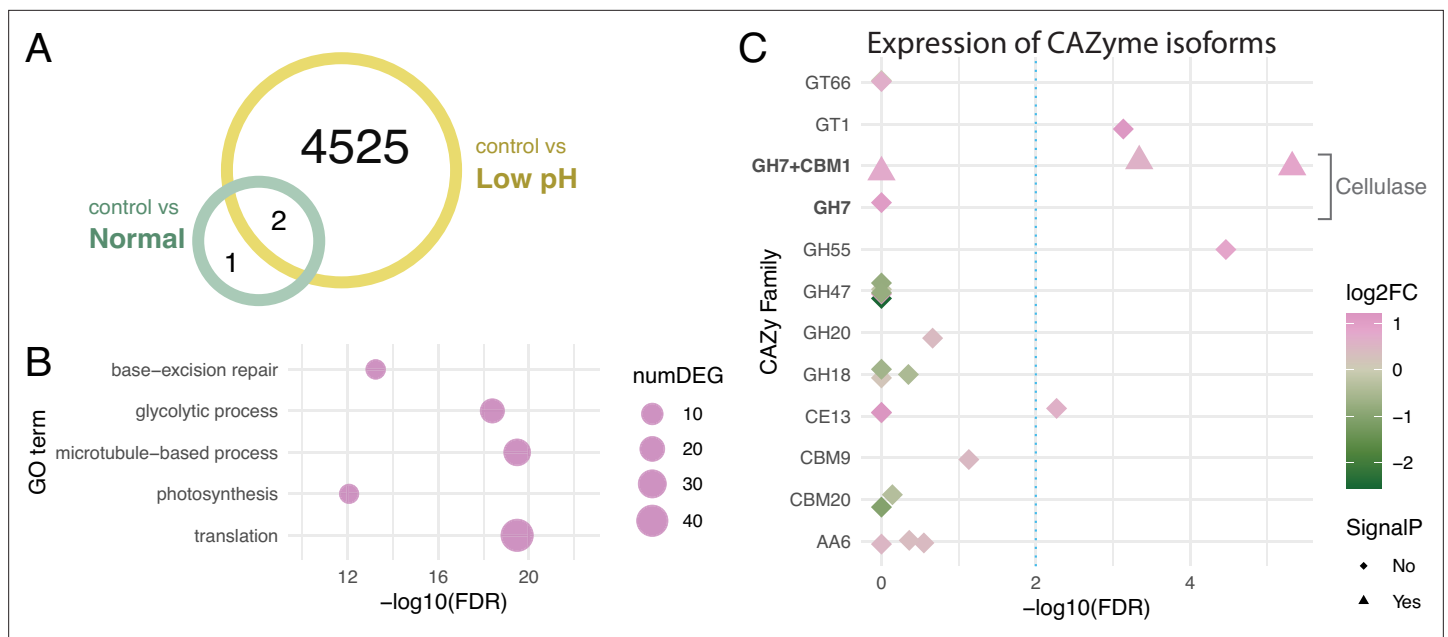 A
4525
control vs
Low pH
control vs
Normal
2
1
B
GO term
base−excision repair
glycolytic process
microtubule−based process
photosynthesis
translation
12
16
20
−log10(FDR)
numDEG
10
20
30
40
C
Expression of CAZyme isoforms
CAZy Family
GT66
GT1
GH7+CBM1
GH7
GH55
GH47
GH20
GH18
CE13
CBM9
CBM20
AA6
Cellulase
0
2
4
−log10(FDR)
log2FC
1
0
−1
−2
SignalP
No
Yes